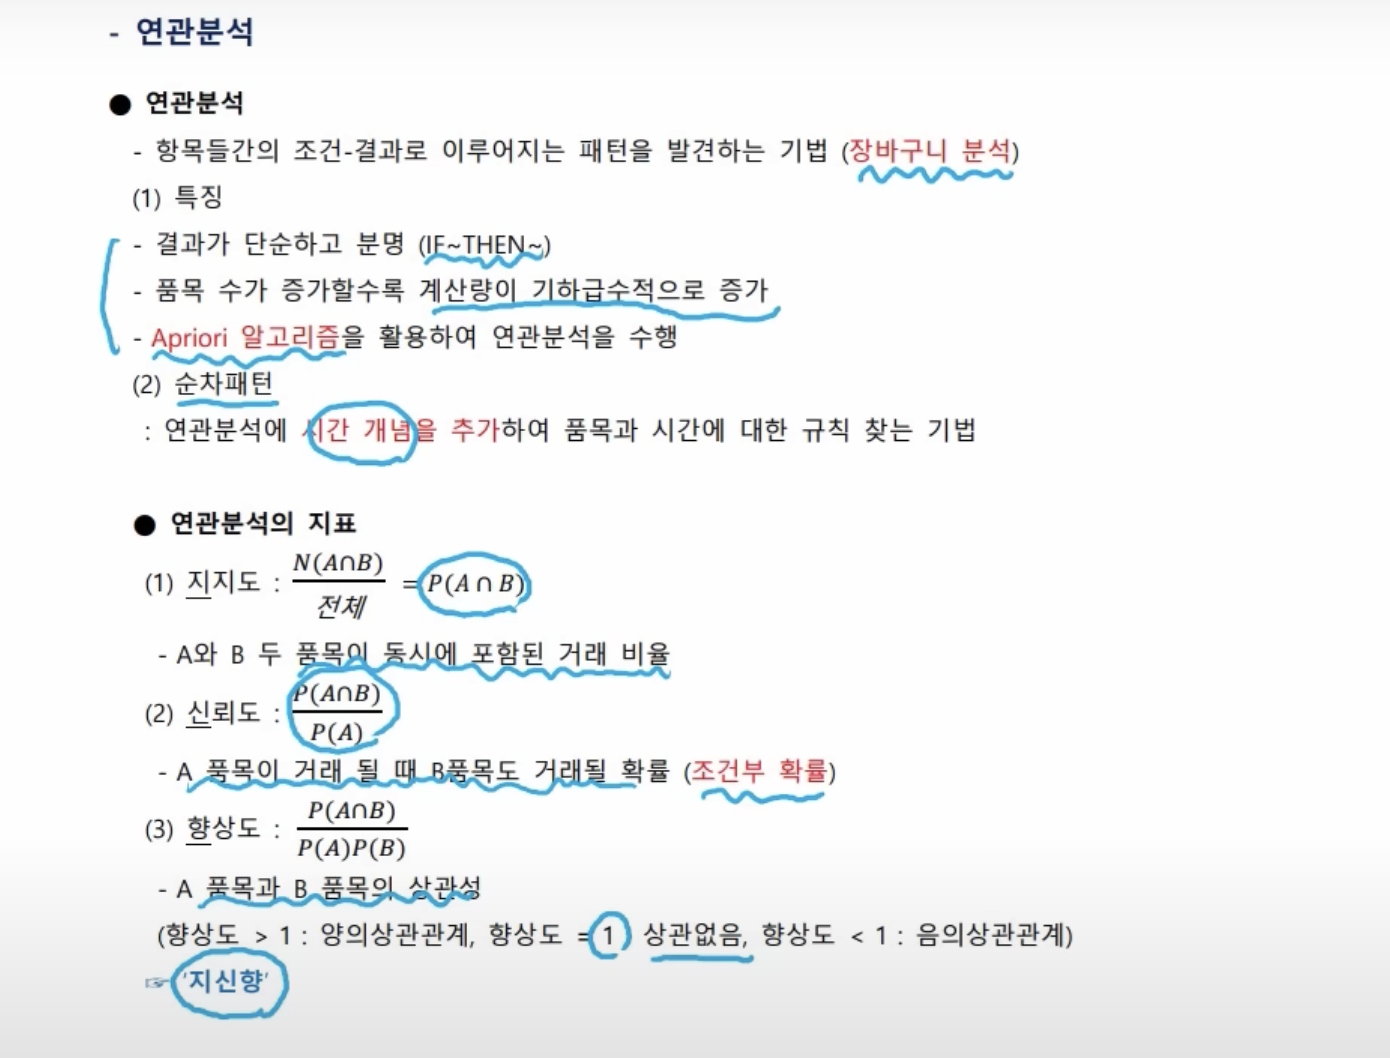 - 연관분석
● 연관분석
- 항목들간의 조건-결과로 이루어지는 패턴을 발견하는 기법 (장바구니 분석)
(1) 특징
- 결과가 단순하고 분명 (IF~THEN~)
- 품목 수가 증가할수록 계산량이 기하급수적으로 증가
- Apriori 알고리즘을 활용하여 연관분석을 수행
(2) 순차패턴
: 연관분석에 시간 개념을 추가하여 품목과 시간에 대한 규칙 찾는 기법
● 연관분석의 지표
(1) 지지도 : N(A∩B) / 전체 = P(A ∩ B)
- A와 B 두 품목이 동시에 포함된 거래 비율
(2) 신뢰도 : P(A∩B) / P(A)
- A 품목이 거래 될 때 B품목도 거래될 확률 (조건부 확률)
(3) 향상도 : P(A∩B) / P(A)P(B)
- A 품목과 B 품목의 상관성
(향상도 > 1 : 양의상관관계, 향상도 = 1 상관없음, 향상도 < 1 : 음의상관관계)
☞ '지신향'